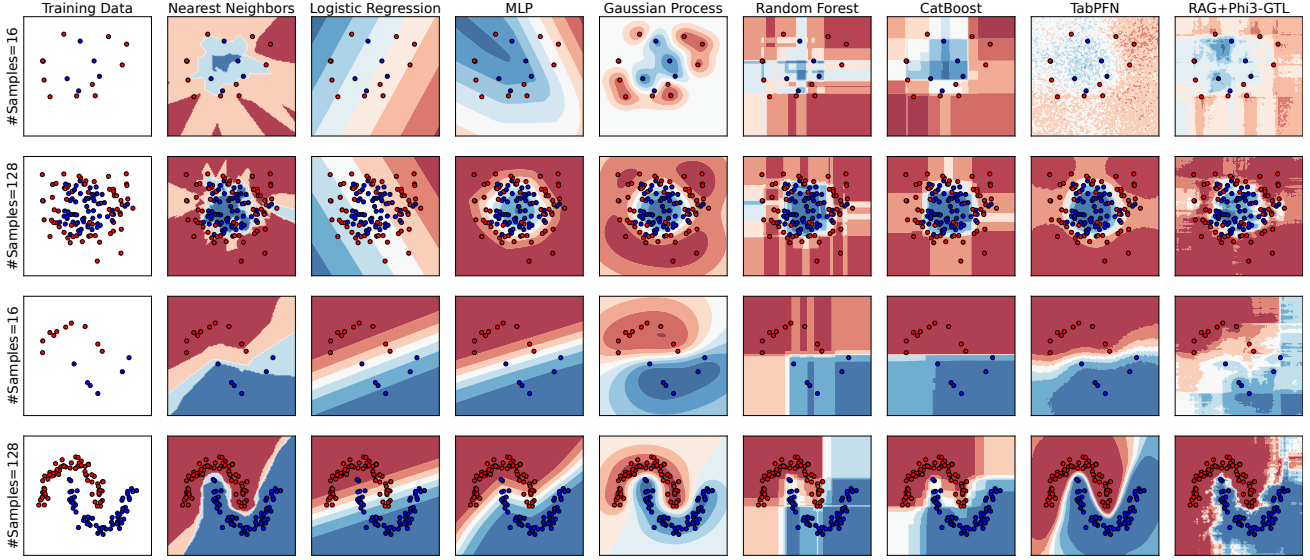 Training Data
Nearest Neighbors
Logistic Regression
MLP
Gaussian Process
Random Forest
CatBoost
TabPFN
RAG+Phi3-GTL
#Samples=16
#Samples=128
#Samples=16
#Samples=128